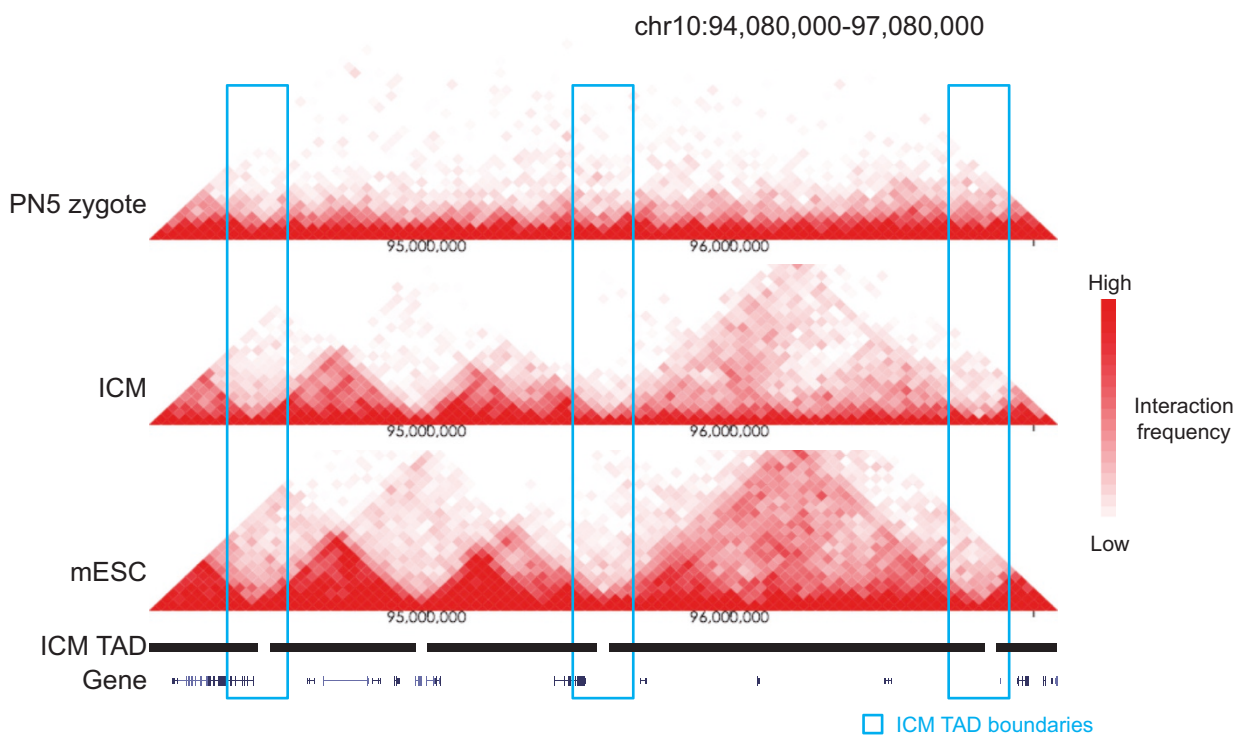 chr10:94,080,000-97,080,000
PN5 zygote
95,000,000
96,000,000
High
ICM
Interaction
frequency
95,000,000
96,000,000
Low
mESC
95,000,000
96,000,000
ICM TAD
Gene
ICM TAD boundaries